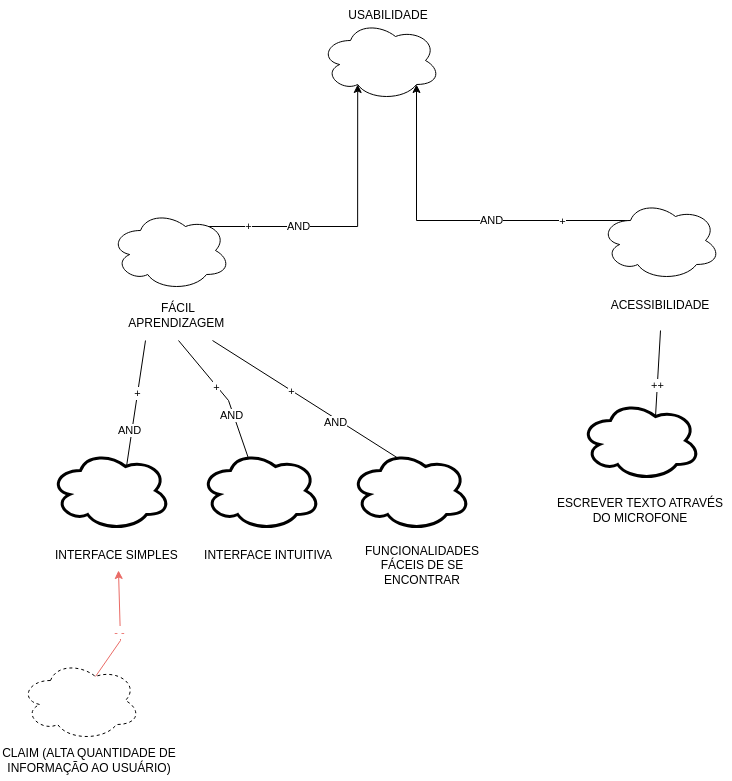 USABILIDADE
+ AND
AND +
FÁCIL
APRENDIZAGEM
ACESSIBILIDADE
+
+
+
++
AND
AND
AND
ESCREVER TEXTO ATRAVÉS
DO MICROFONE
INTERFACE SIMPLES
INTERFACE INTUITIVA
FUNCIONALIDADES
FÁCEIS DE SE
ENCONTRAR
- -
CLAIM (ALTA QUANTIDADE DE
INFORMAÇÃO AO USUÁRIO)